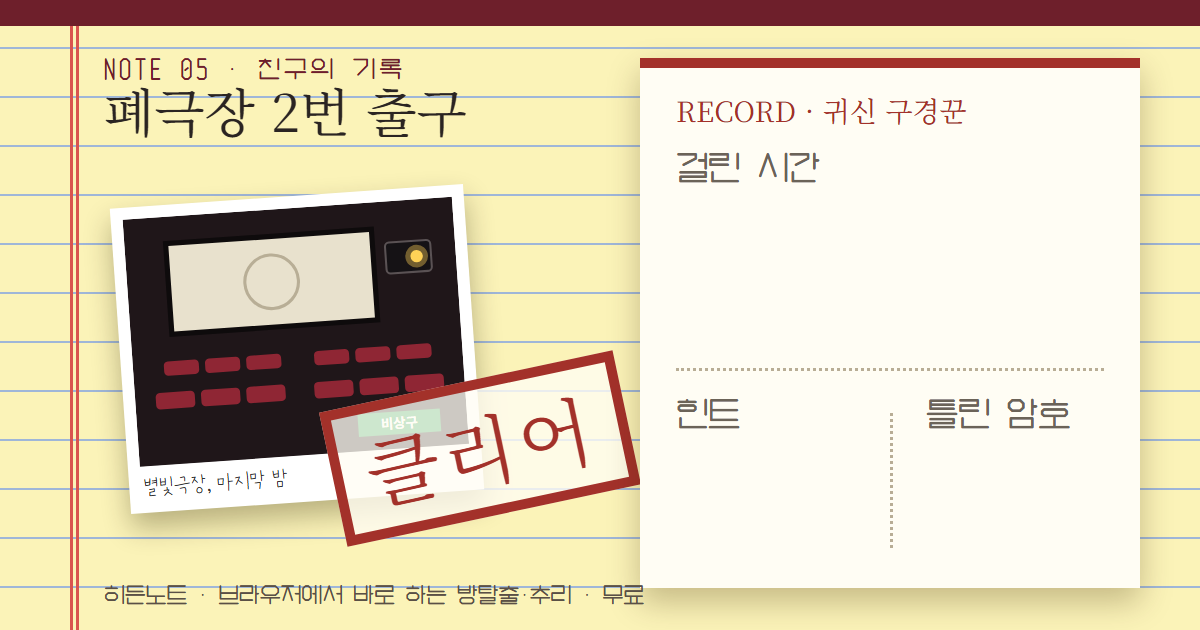 NOTE 05 · 친구의 기록
폐극장 2번 출구
비상구
별빛극장, 마지막 밤
클리어
히든노트 · 브라우저에서 바로 하는 방탈출·추리 · 무료
RECORD · 귀신 구경꾼
걸린 시간
힌트
틀린 암호